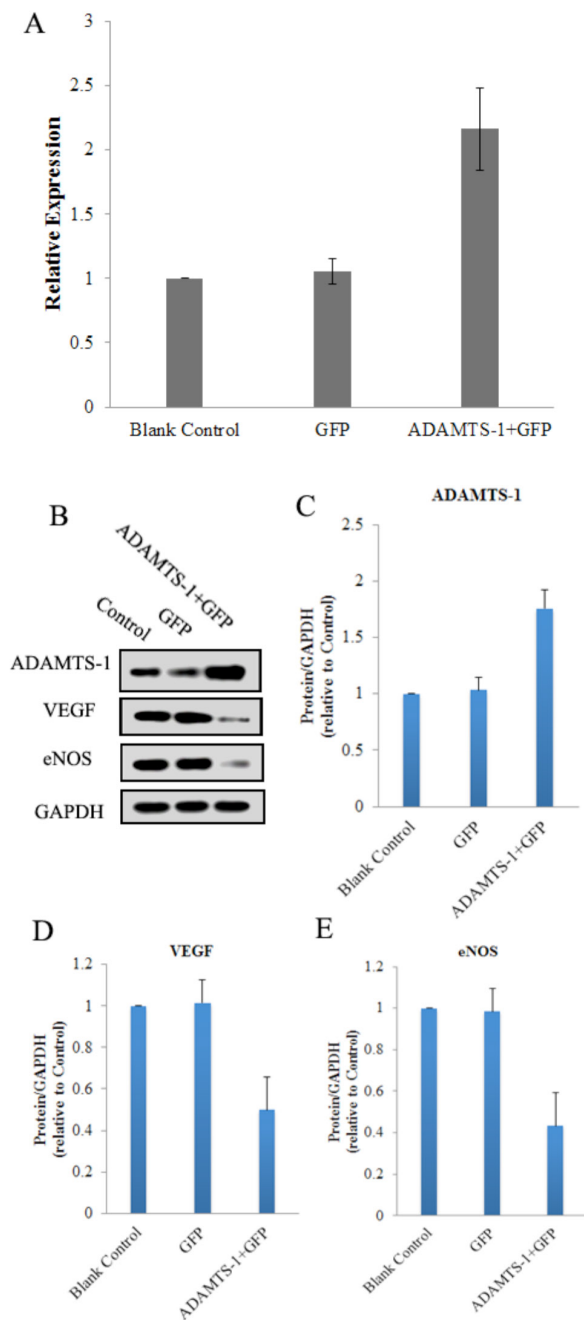 A
Relative Expression
3
2.5
2
1.5
1
0.5
0
Blank Control
GFP
ADAMTS-1+GFP
B
Control
GFP
ADAMTS-1+GFP
ADAMTS-1
VEGF
eNOS
GAPDH
C
ADAMTS-1
Protein/GAPDH
(relative to Control)
2.5
2
1.5
1
0.5
0
Blank Control
GFP
ADAMTS-1+GFP
D
VEGF
Protein/GAPDH
(relative to Control)
1.2
1
0.8
0.6
0.4
0.2
0
Blank Control
GFP
ADAMTS-1+GFP
E
eNOS
Protein/GAPDH
(relative to Control)
1.2
1
0.8
0.6
0.4
0.2
0
Blank Control
GFP
ADAMTS-1+GFP